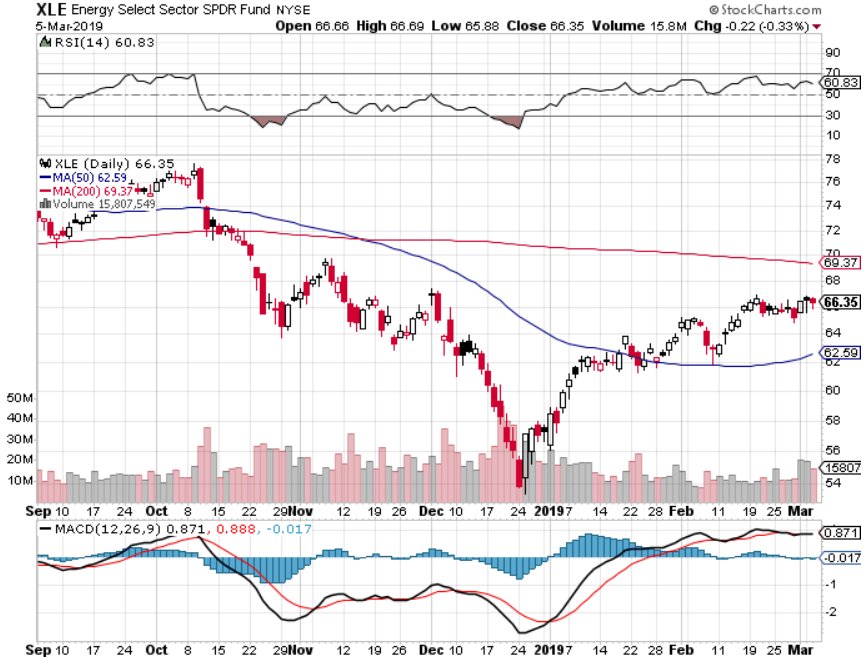 XLE Energy Select Sector SPDR Fund NYSE © StockCharts.com
5-Mar-2019 Open 66.66 High 66.69 Low 65.88 Close 66.35 Volume 15.8M Chg -0.22 (-0.33%)
RSI(14) 60.83
90
70
60.83
50
30
10
XLE (Daily) 66.35
MA(50) 62.59
MA(200) 69.37
Volume 15,807,549
78
76
74
72
70
69.37
68
66.35
64
62.59
62
60
58
56
54
50M
40M
30M
20M
10M
15807
Sep 10 17 24 Oct 8 15 22 29 Nov 12 19 26 Dec 10 17 24 2019 7 14 22 28 Feb 11 19 25 Mar
MACD(12,26,9) 0.871, 0.888, -0.017
0.871
-0.017
-1
-2
Sep 10 17 24 Oct 8 15 22 29 Nov 12 19 26 Dec 10 17 24 2019 7 14 22 28 Feb 11 19 25 Mar